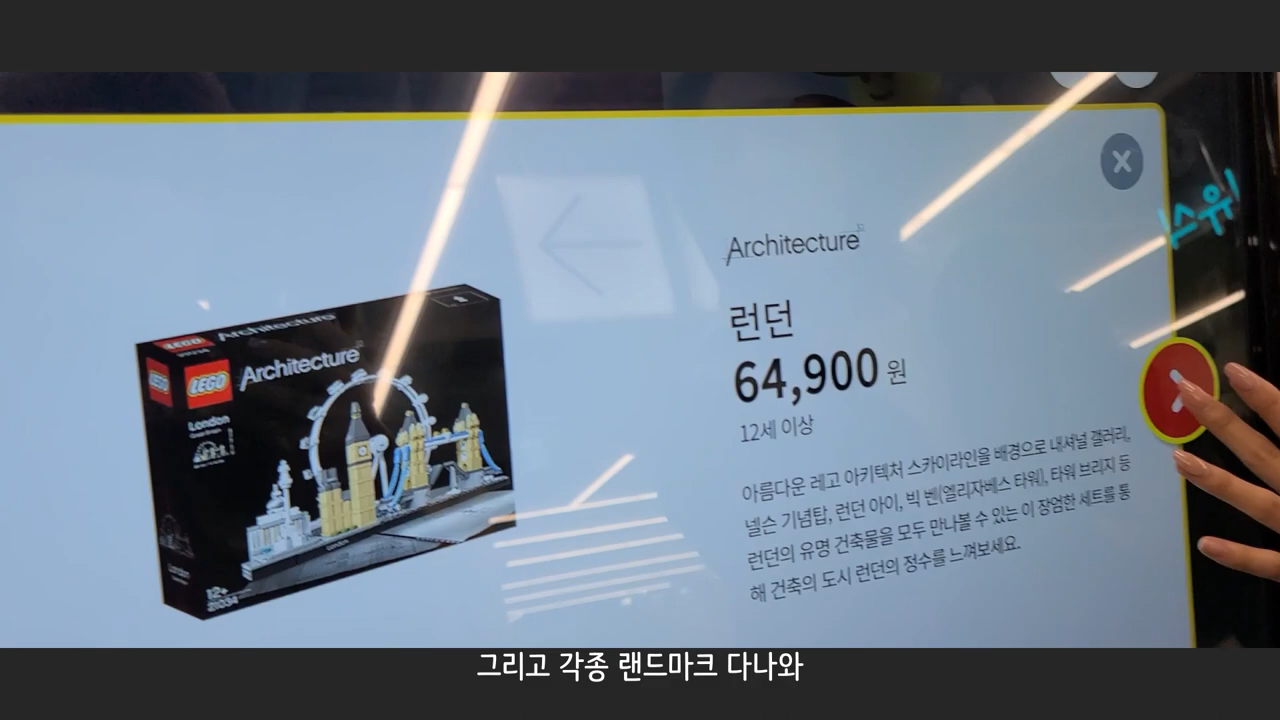 Architecture
런던
64,900 원
12세 이상
아름다운 레고 아키텍처 스카이라인을 배경으로 내셔널 갤러리,
넬슨 기념탑, 런던 아이, 빅 벤(엘리자베스 타워), 타워 브리지 등
런던의 유명 건축물을 모두 만나볼 수 있는 이 장엄한 세트를 통
해 건축의 도시 런던의 정수를 느껴보세요.
LEGO
Architecture
LEGO
LEGO
Architecture
London
12+
21034
London
스위
그리고 각종 랜드마크 다나와